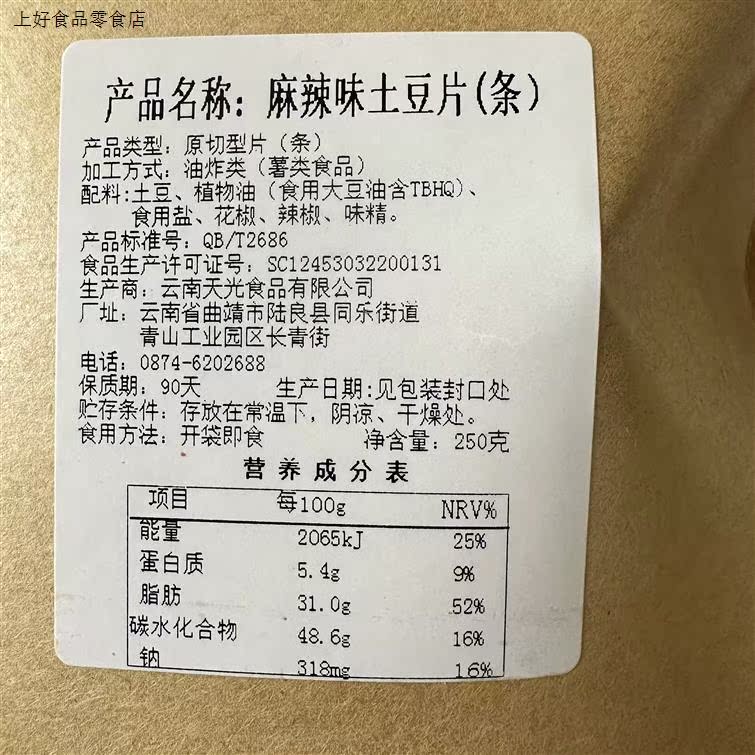 上好食品零食店
产品名称：麻辣味土豆片(条)
产品类型：原切型片（条）
加工方式：油炸类（薯类食品）
配料:土豆、植物油（食用大豆油含TBHQ）、
食用盐、花椒、辣椒、味精。
产品标准号：QB/T2686
食品生产许可证号：SC12453032200131
生产商：云南天光食品有限公司
厂址：云南省曲靖市陆良县同乐街道
青山工业园区长青街
电话：0874-6202688
保质期：90天 生产日期:见包装封口处
贮存条件：存放在常温下，阴凉、干燥处。
食用方法：开袋即食 净含量：250克
营养成分表
项目 每100g NRV%
能量 2065kJ 25%
蛋白质 5.4g 9%
脂肪 31.0g 52%
碳水化合物 48.6g 16%
钠 318mg 16%